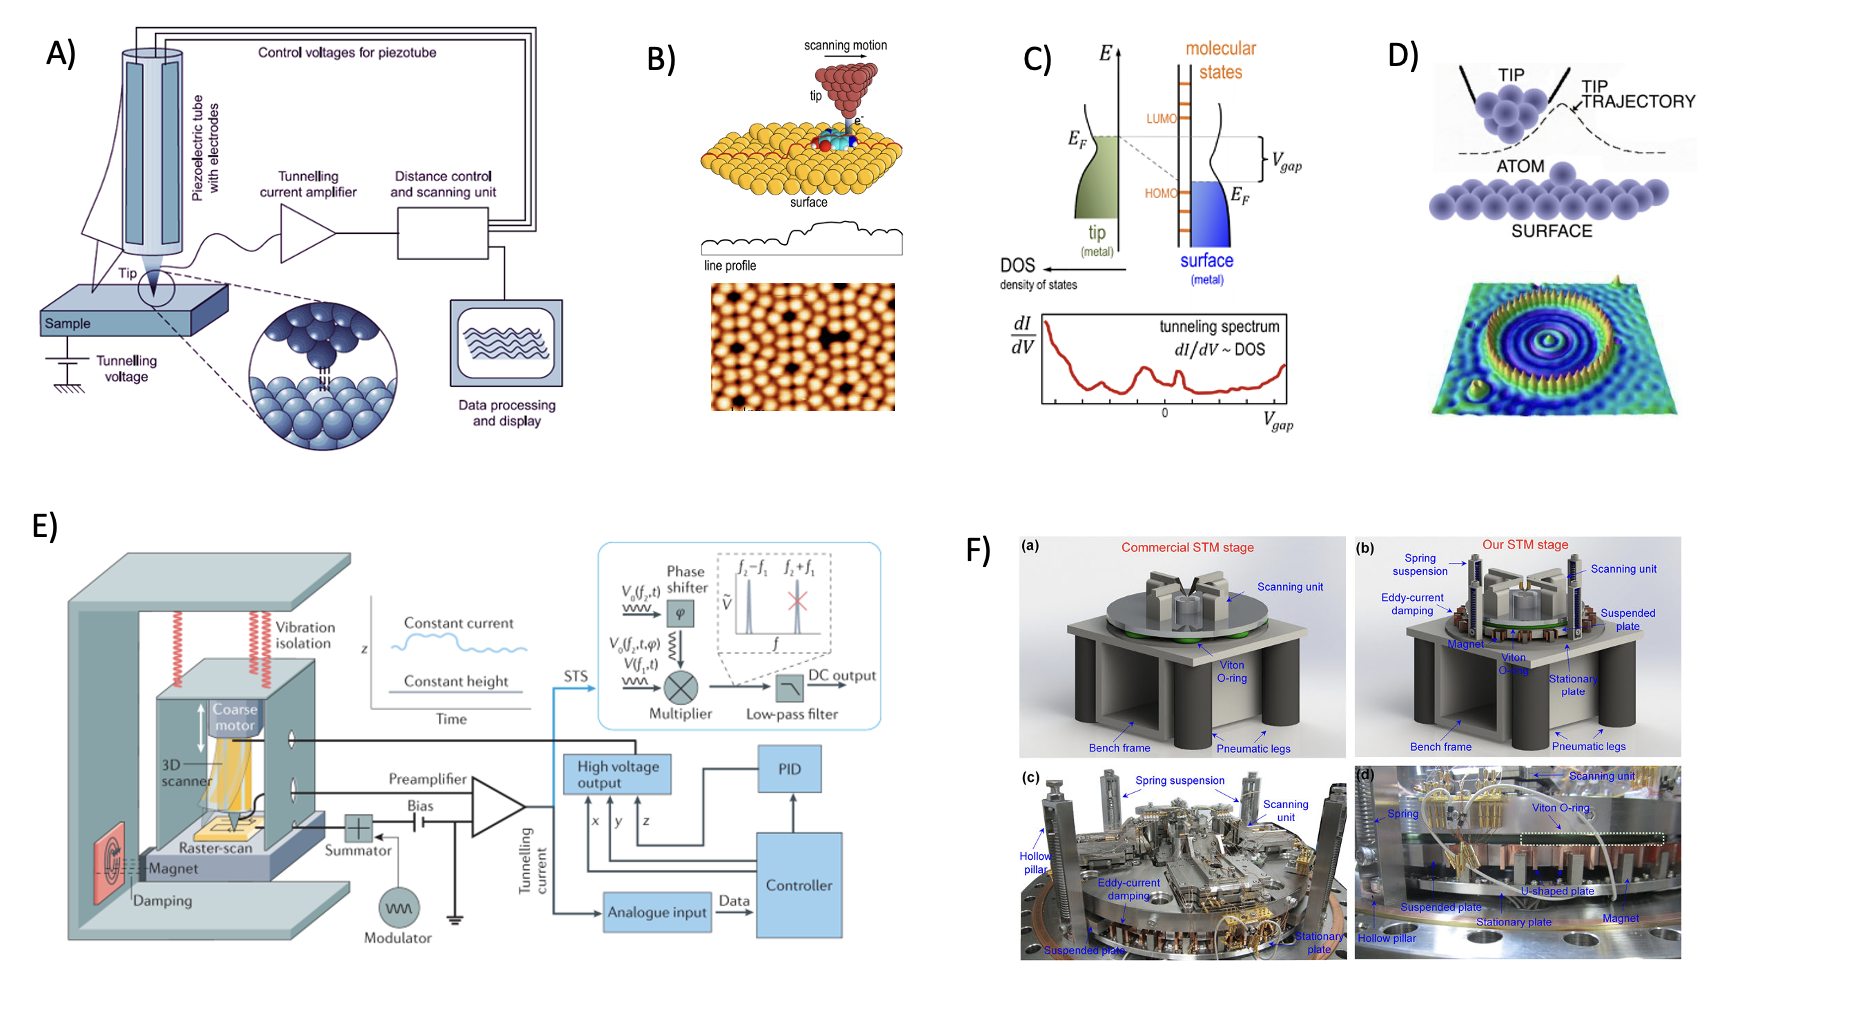 A)
Control voltages for piezotube
Piezoelectric tube
with electrodes
Tunnelling
current amplifier
Distance control
and scanning unit
Tip
Sample
Tunnelling
voltage
Data processing
and display
B)
scanning motion
tip
e⁻
surface
line profile
C)
E
molecular
states
LUMO
E_F
V_gap
HOMO
E_F
tip
(metal)
surface
(metal)
DOS
density of states
dI
dV
tunneling spectrum
dI/dV ~ DOS
0
V_gap
D)
TIP
TIP
TRAJECTORY
ATOM
SURFACE
E)
Vibration
isolation
Coarse
motor
3D
scanner
Raster-scan
Magnet
Damping
z
Constant current
Constant height
Time
STS
Phase
shifter
V₀(f₂,t)
φ
V₀(f₂,t,φ)
V(f₁,t)
Multiplier
f₂−f₁
f₂+f₁
Ṽ
f
DC output
Low-pass filter
Preamplifier
Bias
Summator
Modulator
Tunnelling
current
High voltage
output
x
y
z
PID
Controller
Analogue input
Data
F)
(a)
Commercial STM stage
Scanning unit
Viton
O-ring
Bench frame
Pneumatic legs
(b)
Our STM stage
Spring
suspension
Scanning unit
Eddy-current
damping
Suspended
plate
Magnet
Viton
O-ring
Stationary
plate
Bench frame
Pneumatic legs
(c)
Spring suspension
Scanning
unit
Hollow
pillar
Eddy-current
damping
Suspended plate
Stationary
plate
(d)
Scanning unit
Viton O-ring
Spring
U-shaped plate
Suspended plate
Stationary plate
Magnet
Hollow pillar